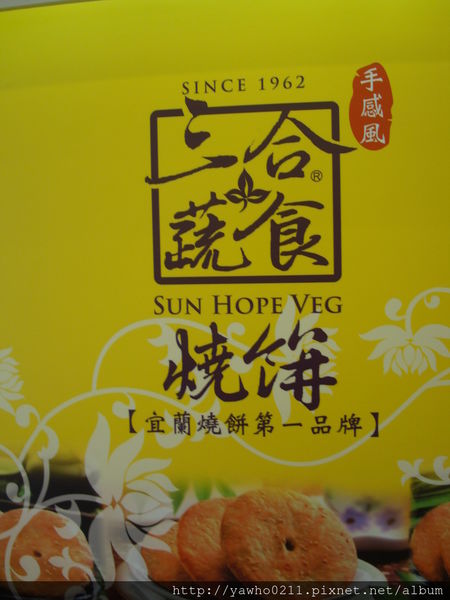 SINCE 1962
手感風
三合
蔬食®
SUN HOPE VEG
燒餅
【宜蘭燒餅第一品牌】
http://yawho0211.pixnet.net/album